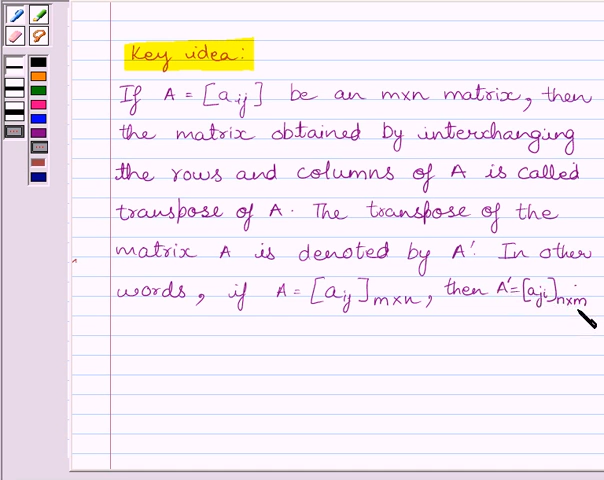 Key idea:
If A = [aij] be an m×n matrix, then
the matrix obtained by interchanging
the rows and columns of A is called
transpose of A. The transpose of the
matrix A is denoted by A'. In other
words, if A = [aij]m×n, then A' = [aji]n×m